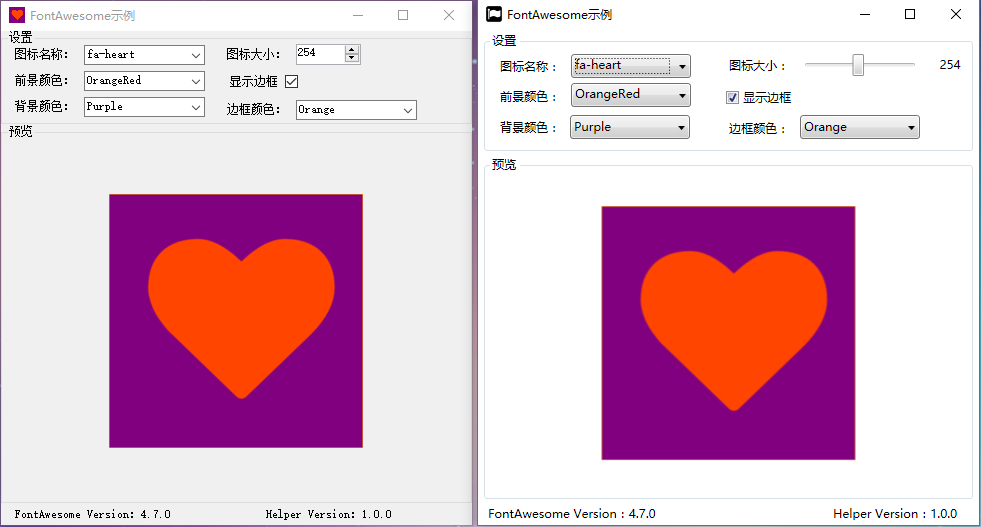 FontAwesome示例
设置
图标名称： fa-heart 图标大小： 254
前景颜色： OrangeRed 显示边框
背景颜色： Purple 边框颜色： Orange
预览
FontAwesome Version: 4.7.0 Helper Version: 1.0.0
FontAwesome示例
设置
图标名称： fa-heart 图标大小： 254
前景颜色： OrangeRed 显示边框
背景颜色： Purple 边框颜色： Orange
预览
FontAwesome Version：4.7.0 Helper Version：1.0.0